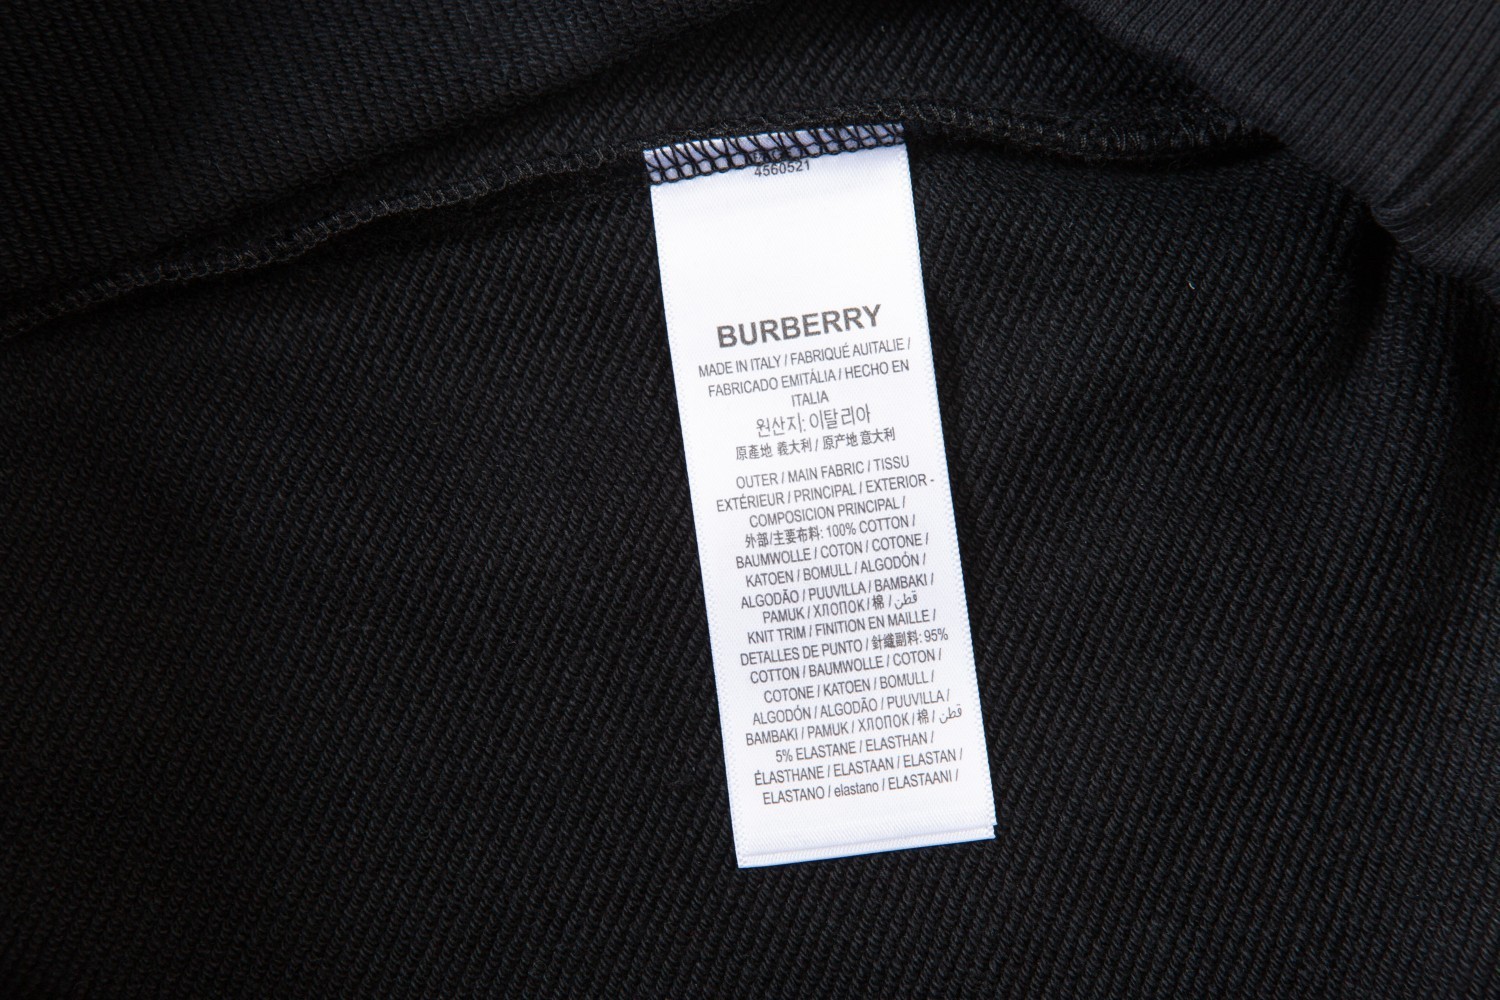 4560521
BURBERRY
MADE IN ITALY / FABRIQUÉ AUITALIE /
FABRICADO EMITÁLIA / HECHO EN
ITALIA
원산지: 이탈리아
原產地 義大利 / 原产地 意大利
OUTER / MAIN FABRIC / TISSU
EXTÉRIEUR / PRINCIPAL / EXTERIOR -
COMPOSICION PRINCIPAL /
外部/主要布料: 100% COTTON /
BAUMWOLLE / COTON / COTONE /
KATOEN / BOMULL / ALGODÓN /
ALGODÃO / PUUVILLA / BAMBAKI /
PAMUK / ХЛОПОК / 棉 / قطن
KNIT TRIM / FINITION EN MAILLE /
DETALLES DE PUNTO / 針織副料: 95%
COTTON / BAUMWOLLE / COTON /
COTONE / KATOEN / BOMULL /
ALGODÓN / ALGODÃO / PUUVILLA /
BAMBAKI / PAMUK / ХЛОПОК / 棉 / قطن
5% ELASTANE / ELASTHAN /
ÉLASTHANE / ELASTAAN / ELASTAN /
ELASTANO / elastano / ELASTAANI /